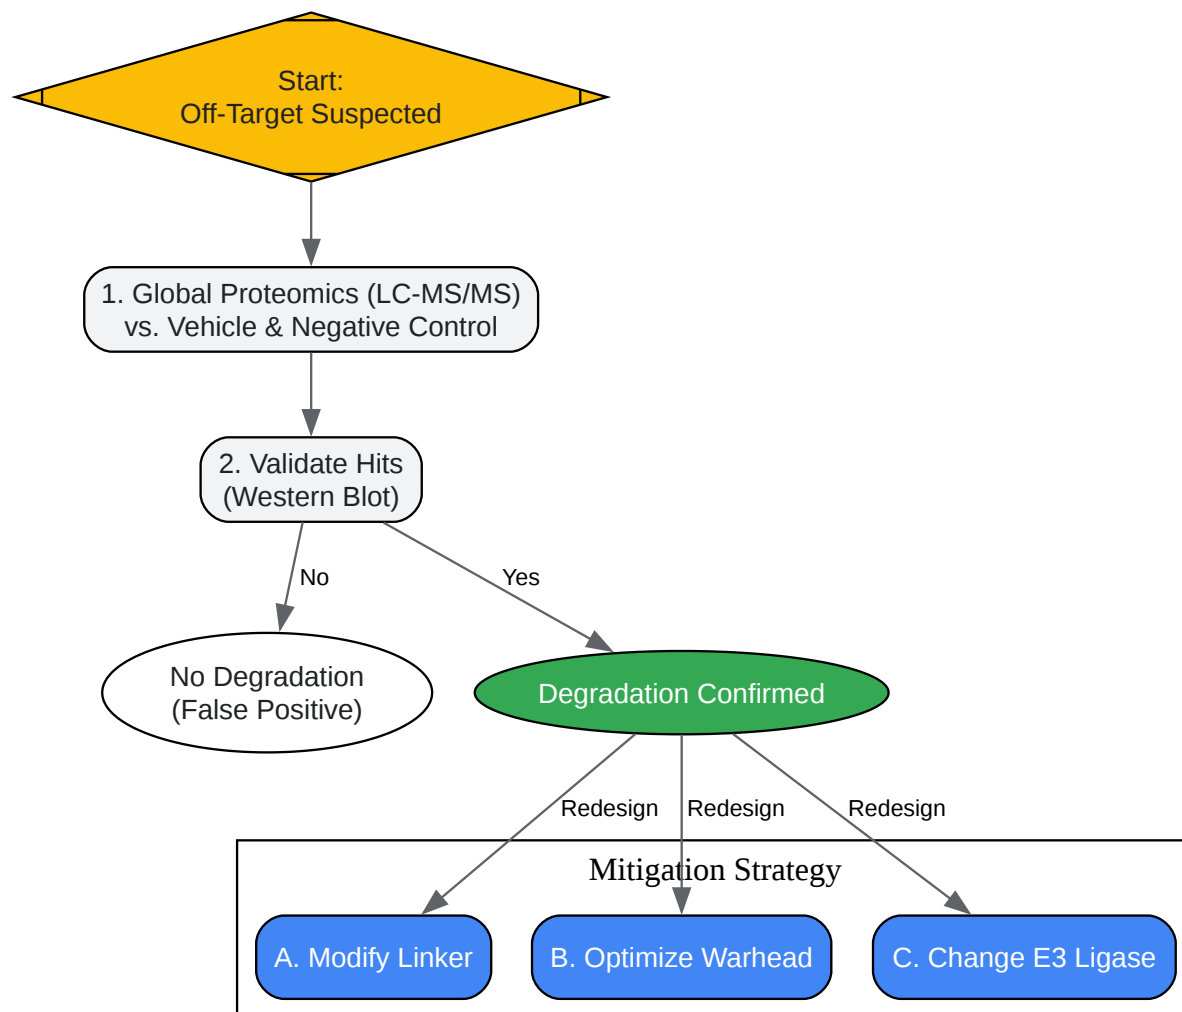 Start:
Off-Target Suspected
1. Global Proteomics (LC-MS/MS)
vs. Vehicle & Negative Control
2. Validate Hits
(Western Blot)
No
Yes
No Degradation
(False Positive)
Degradation Confirmed
Redesign
Redesign
Redesign
Mitigation Strategy
A. Modify Linker
B. Optimize Warhead
C. Change E3 Ligase